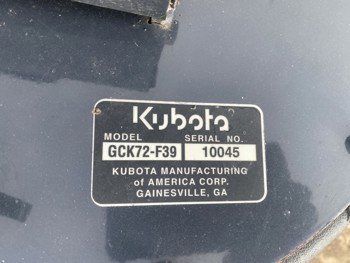 Kubota
MODEL SERIAL NO.
GCK72-F39 10045
KUBOTA MANUFACTURING
of AMERICA CORP.
GAINESVILLE, GA